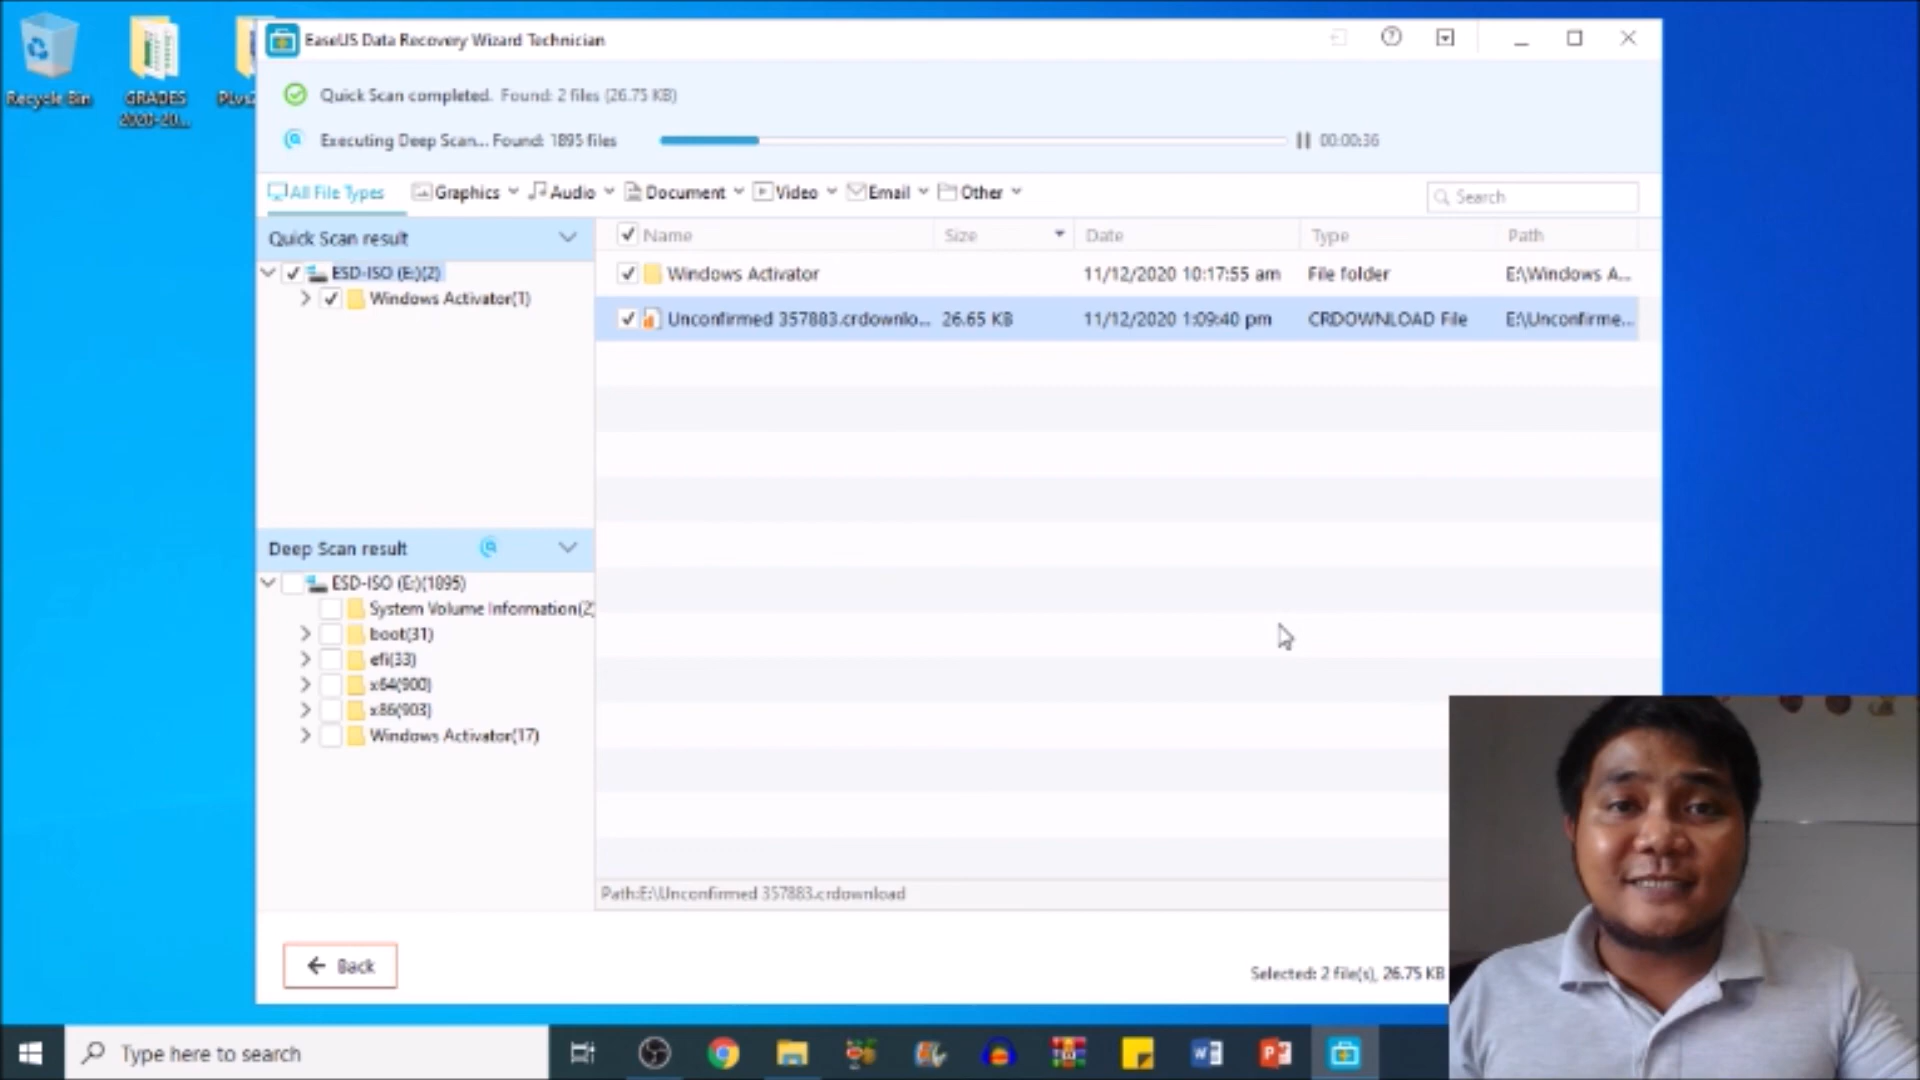 EaseUS Data Recovery Wizard Technician
Recycle Bin
GRADES
2020-20...
Quick Scan completed. Found: 2 files (26.75 KB)
Executing Deep Scan... Found: 1895 files
00:00:36
All File Types
Graphics
Audio
Document
Video
Email
Other
Search
Quick Scan result
ESD-ISO (E:)(2)
Windows Activator(1)
Name Size Date Type Path
Windows Activator 11/12/2020 10:17:55 am File folder E:\Windows A...
Unconfirmed 357883.crdownlo... 26.65 KB 11/12/2020 1:09:40 pm CRDOWNLOAD File E:\Unconfirme...
Deep Scan result
ESD-ISO (E:)(1895)
System Volume Information(2)
boot(31)
efi(33)
x64(900)
x86(903)
Windows Activator(17)
Path:E:\Unconfirmed 357883.crdownload
Back
Selected: 2 file(s), 26.75 KB
Type here to search